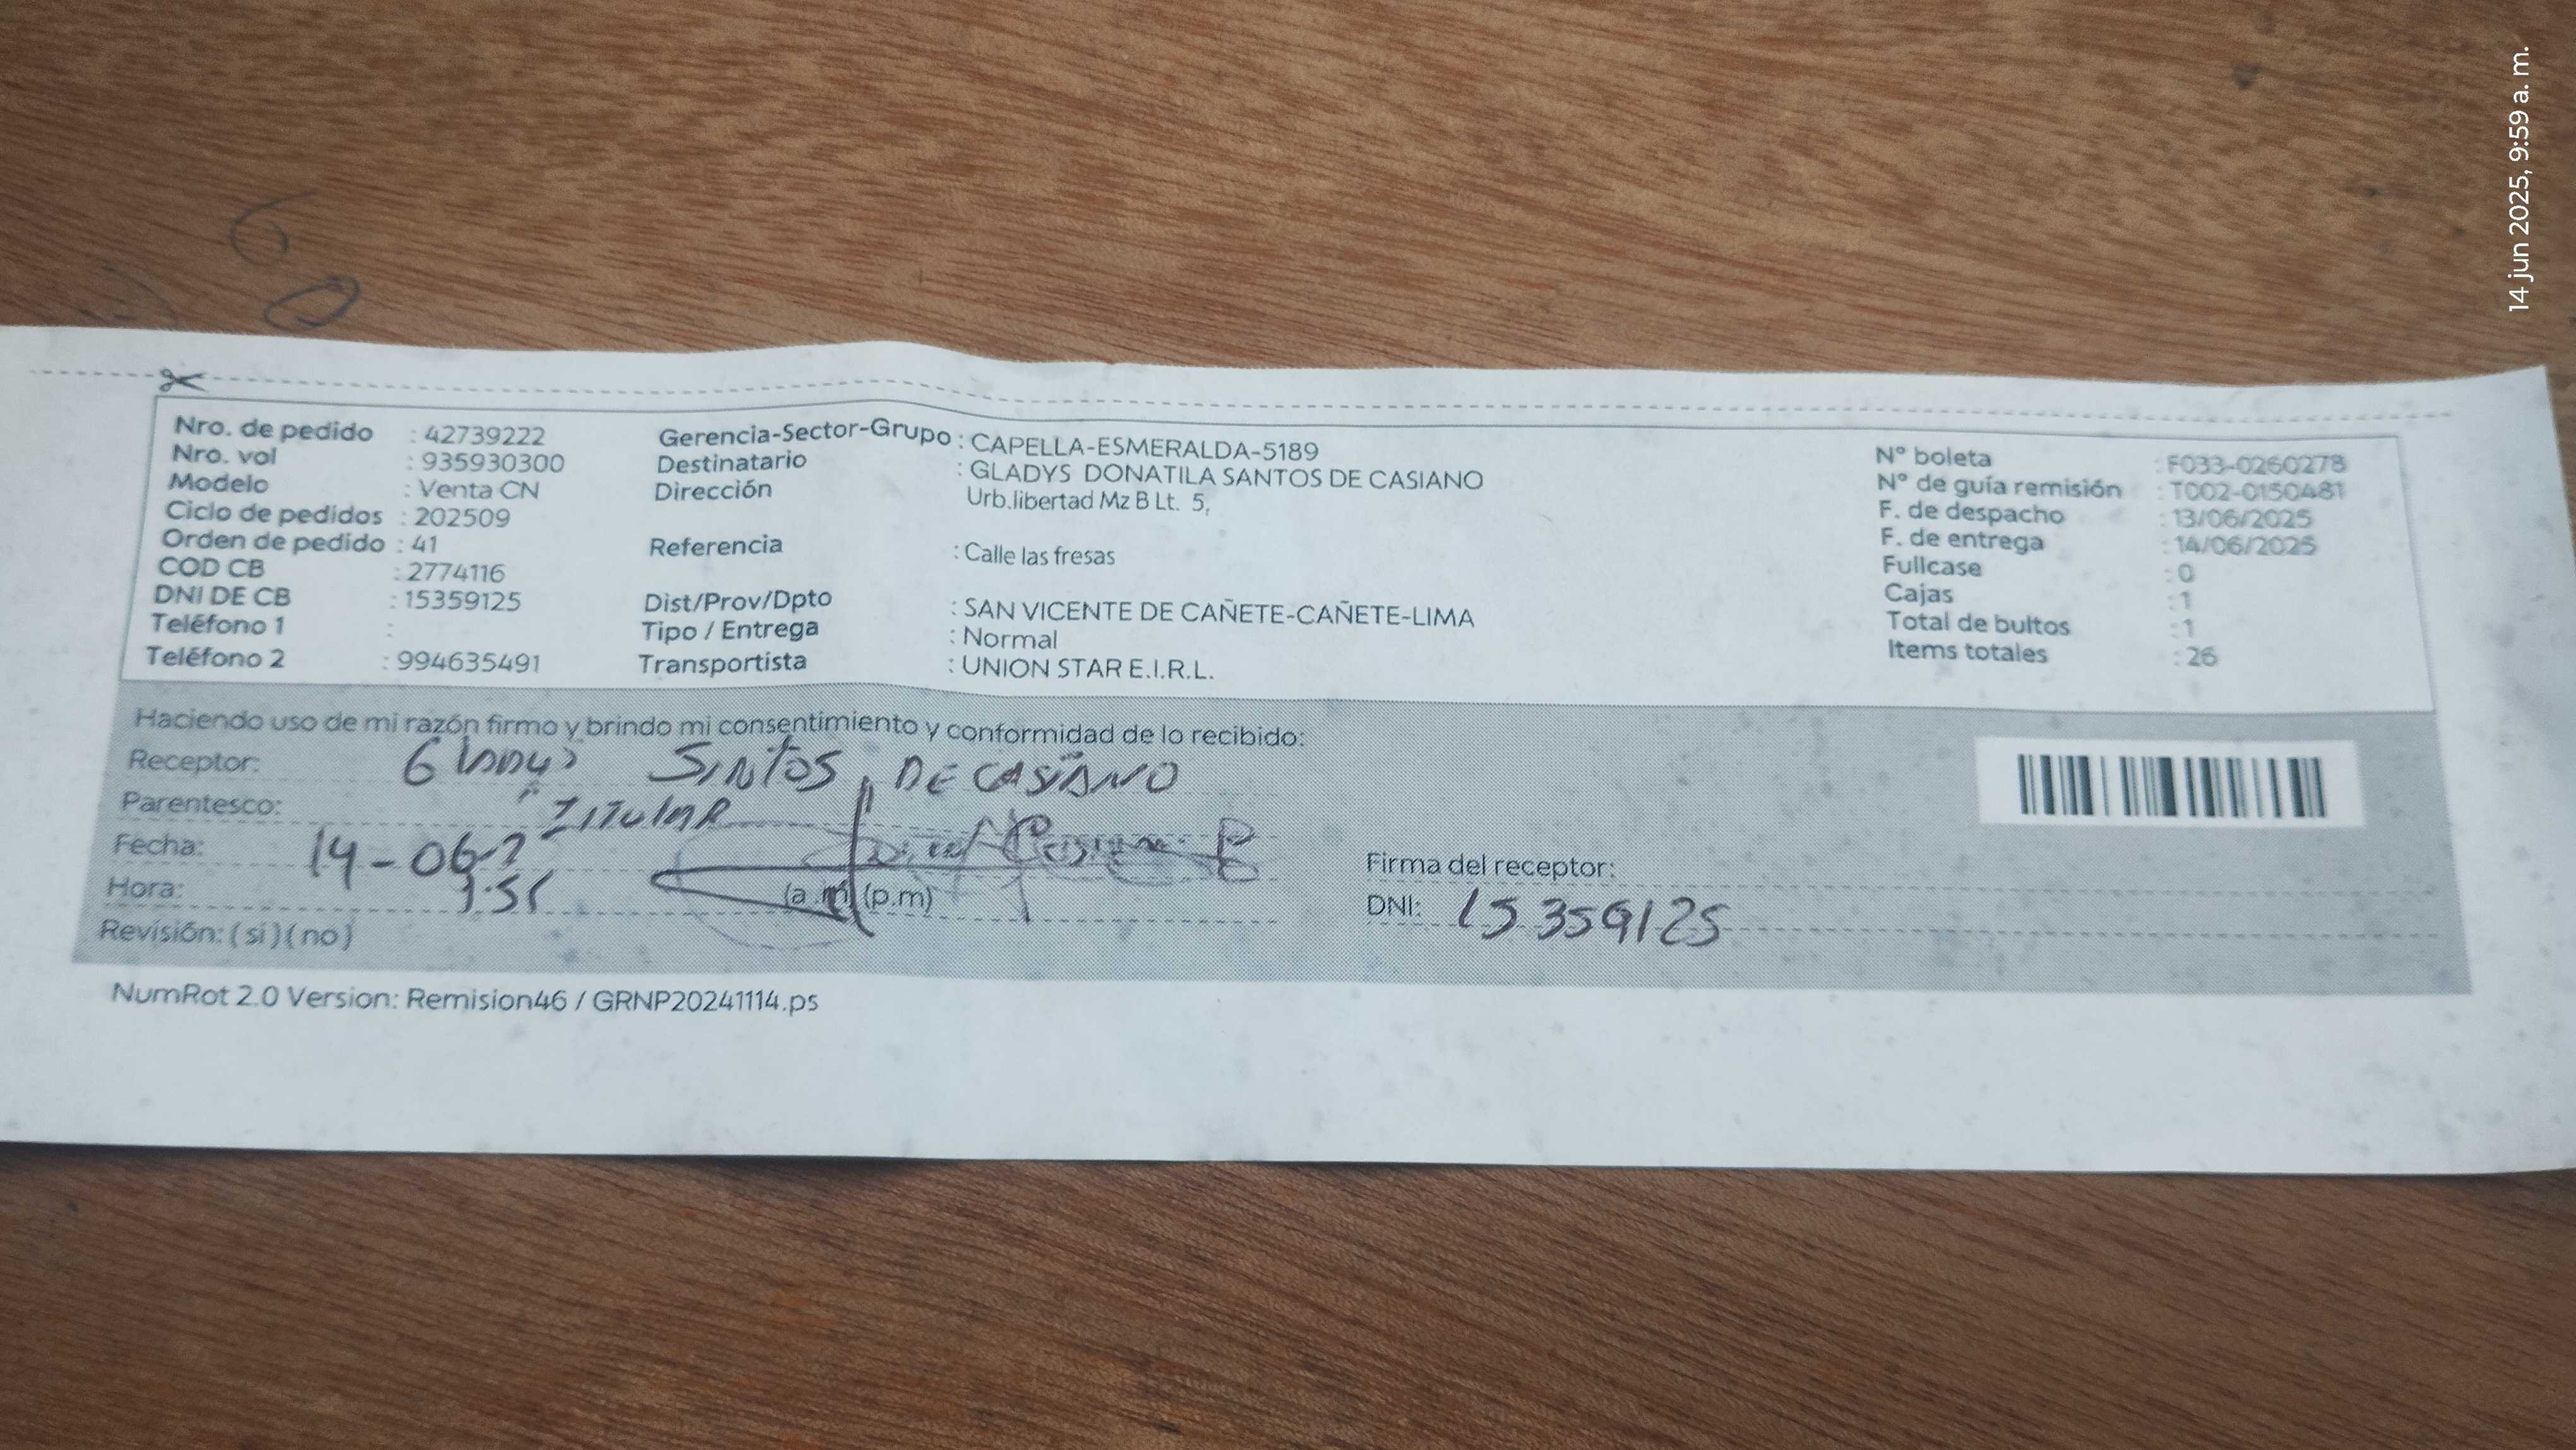 14 jun 2025, 9:59 a. m.
Nro. de pedido : 42739222
Nro. vol : 935930300
Modelo : Venta CN
Ciclo de pedidos : 202509
Orden de pedido : 41
COD CB : 2774116
DNI DE CB : 15359125
Teléfono 1 :
Teléfono 2 : 994635491
Gerencia-Sector-Grupo : CAPELLA-ESMERALDA-5189
Destinatario : GLADYS DONATILA SANTOS DE CASIANO
Dirección Urb.libertad Mz B Lt. 5,
Referencia : Calle las fresas
Dist/Prov/Dpto : SAN VICENTE DE CAÑETE-CAÑETE-LIMA
Tipo / Entrega : Normal
Transportista : UNION STAR E.I.R.L.
N° boleta : F033-0260278
N° de guía remisión : T002-0150481
F. de despacho : 13/06/2025
F. de entrega : 14/06/2025
Fullcase : 0
Cajas : 1
Total de bultos : 1
Items totales : 26
Haciendo uso de mi razón firmo y brindo mi consentimiento y conformidad de lo recibido:
Receptor: Gladys Santos DE CASIANO
Parentesco: Titular
Fecha: 14-06
Hora: (a.m) (p.m)
Revisión: (si) (no)
Firma del receptor:
DNI: 15359125
NumRot 2.0 Version: Remision46 / GRNP20241114.ps